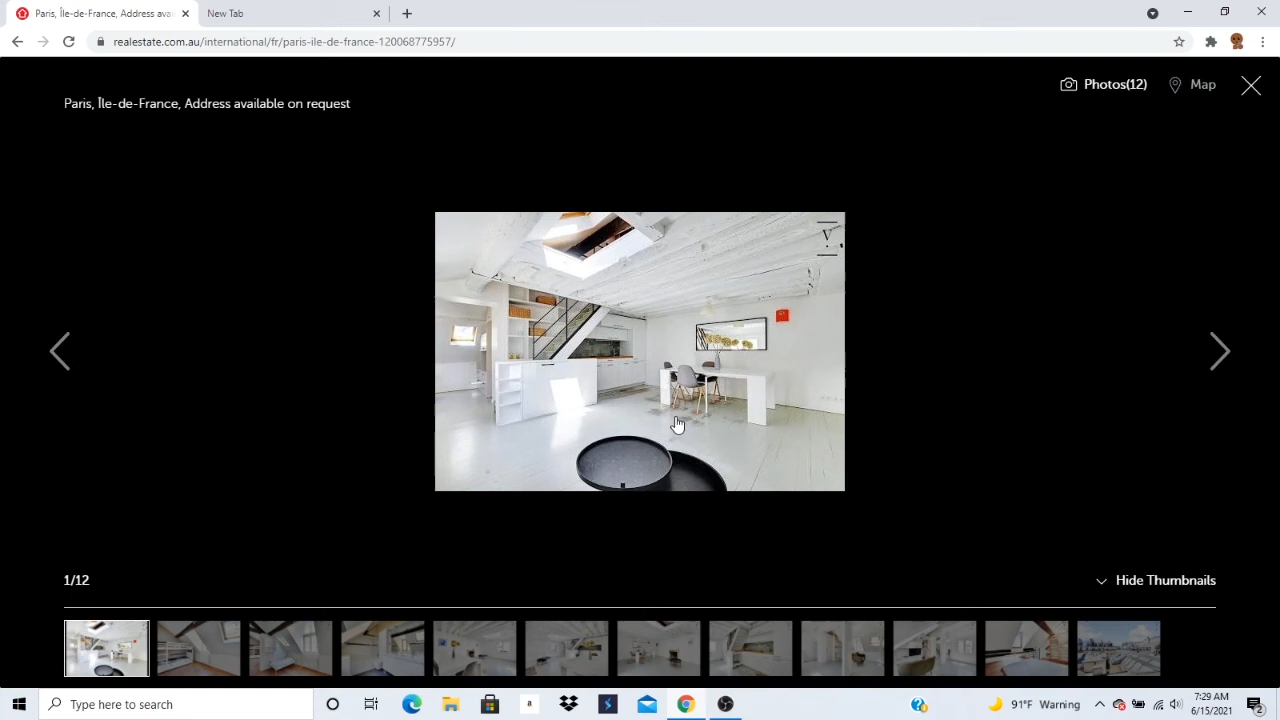 Paris, Île-de-France, Address ava
New Tab
realestate.com.au/international/fr/paris-ile-de-france-120068775957/
Photos(12)
Map
Paris, Île-de-France, Address available on request
V
1/12
Hide Thumbnails
Type here to search
a
91°F Warning
7:29 AM
6/15/2021
2